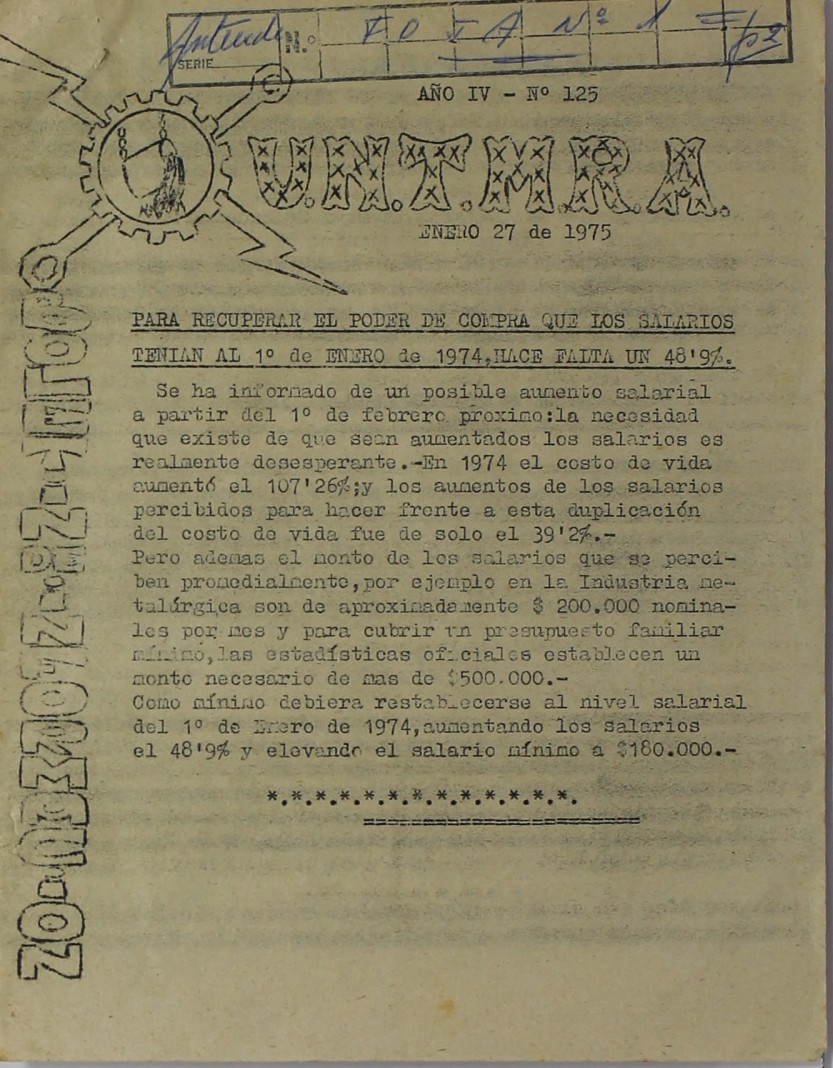 SERIE
N.º
FOJA Nº 1 =
AÑO IV - Nº 125
U.N.T.M.R.A.
ENERO 27 de 1975
PARA RECUPERAR EL PODER DE COMPRA QUE LOS SALARIOS
TENIAN AL 1º de ENERO de 1974,HACE FALTA UN 48'9%.
Se ha informado de un posible aumento salarial
a partir del 1º de febrero próximo:la necesidad
que existe de que sean aumentados los salarios es
realmente desesperante.-En 1974 el costo de vida
aumentó el 107'26%;y los aumentos de los salarios
percibidos para hacer frente a esta duplicación
del costo de vida fue de solo el 39'2%.-
Pero ademas el monto de los salarios que se perci-
ben promedialmente,por ejemplo en la Industria me-
talúrgica son de aproximadamente $ 200.000 nomina-
les por mes y para cubrir un presupuesto familiar
mínimo,las estadísticas oficiales establecen un
monto necesario de mas de $500.000.-
Como mínimo debiera restablecerse al nivel salarial
del 1º de Enero de 1974,aumentando los salarios
el 48'9% y elevando el salario mínimo a $180.000.-
*.*.*.*.*.*.*.*.*.*.*.*.*.